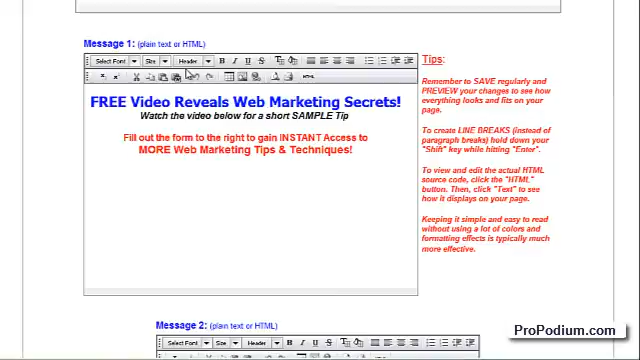 Message 1: (plain text or HTML)
Select Font Size Header B I U S HTML
FREE Video Reveals Web Marketing Secrets!
Watch the video below for a short SAMPLE Tip
Fill out the form to the right to gain INSTANT Access to
MORE Web Marketing Tips & Techniques!
Tips:
Remember to SAVE regularly and
PREVIEW your changes to see how
everything looks and fits on your
page.
To create LINE BREAKS (instead of
paragraph breaks) hold down your
"Shift" key while hitting "Enter".
To view and edit the actual HTML
source code, click the "HTML"
button. Then, click "Text" to see
how it displays on your page.
Keeping it simple and easy to read
without using a lot of colors and
formatting effects is typically much
more effective.
Message 2: (plain text or HTML)
Select Font Size Header B I U S
ProPodium.com